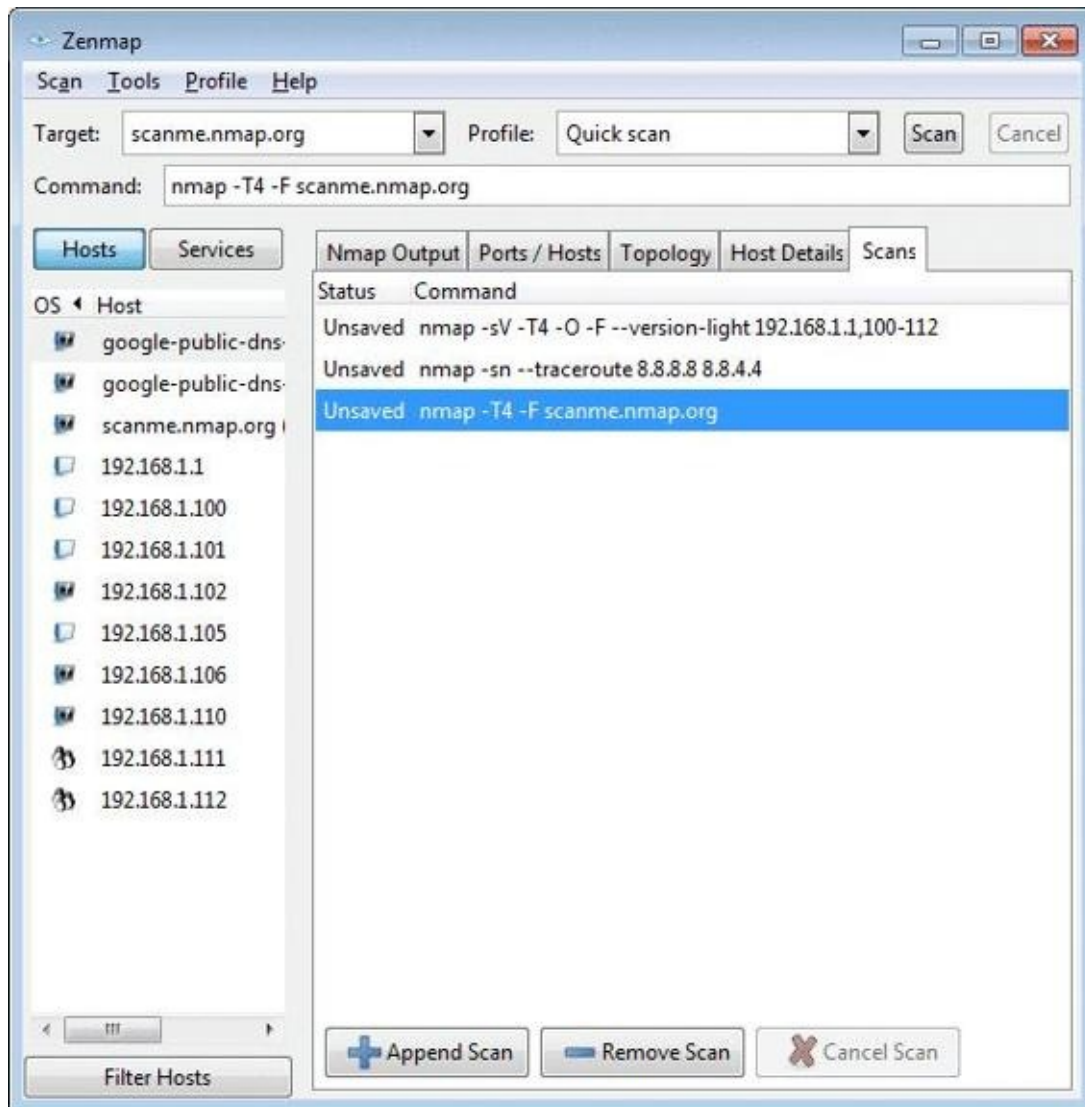 Zenmap
Scan Tools Profile Help
Target: scanme.nmap.org Profile: Quick scan Scan Cancel
Command: nmap -T4 -F scanme.nmap.org
Hosts Services
OS Host
google-public-dns-
google-public-dns-
scanme.nmap.org (
192.168.1.1
192.168.1.100
192.168.1.101
192.168.1.102
192.168.1.105
192.168.1.106
192.168.1.110
192.168.1.111
192.168.1.112
Filter Hosts
Nmap Output Ports / Hosts Topology Host Details Scans
Status Command
Unsaved nmap -sV -T4 -O -F --version-light 192.168.1.1,100-112
Unsaved nmap -sn --traceroute 8.8.8.8 8.8.4.4
Unsaved nmap -T4 -F scanme.nmap.org
Append Scan Remove Scan Cancel Scan